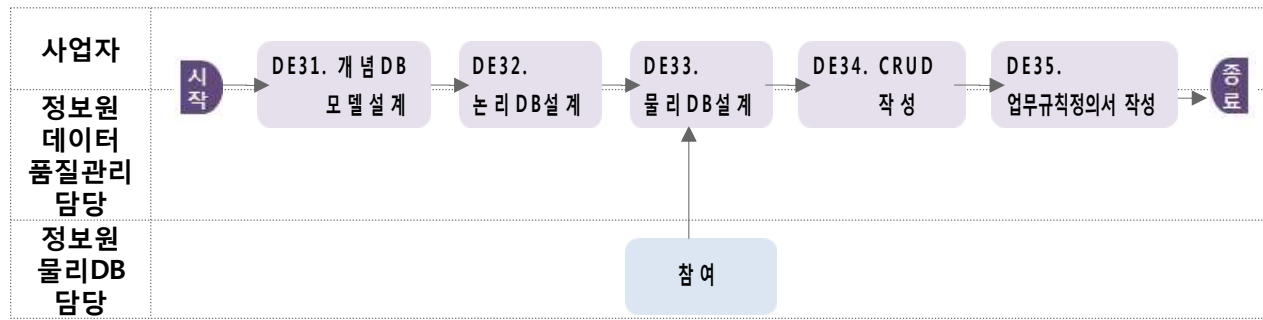 사업자
시
작
DE31. 개념DB
모델설계
DE32.
논리DB설계
DE33.
물리DB설계
DE34. CRUD
작성
DE35.
업무규칙정의서 작성
종
료
정보원
데이터
품질관리
담당
정보원
물리DB
담당
참여